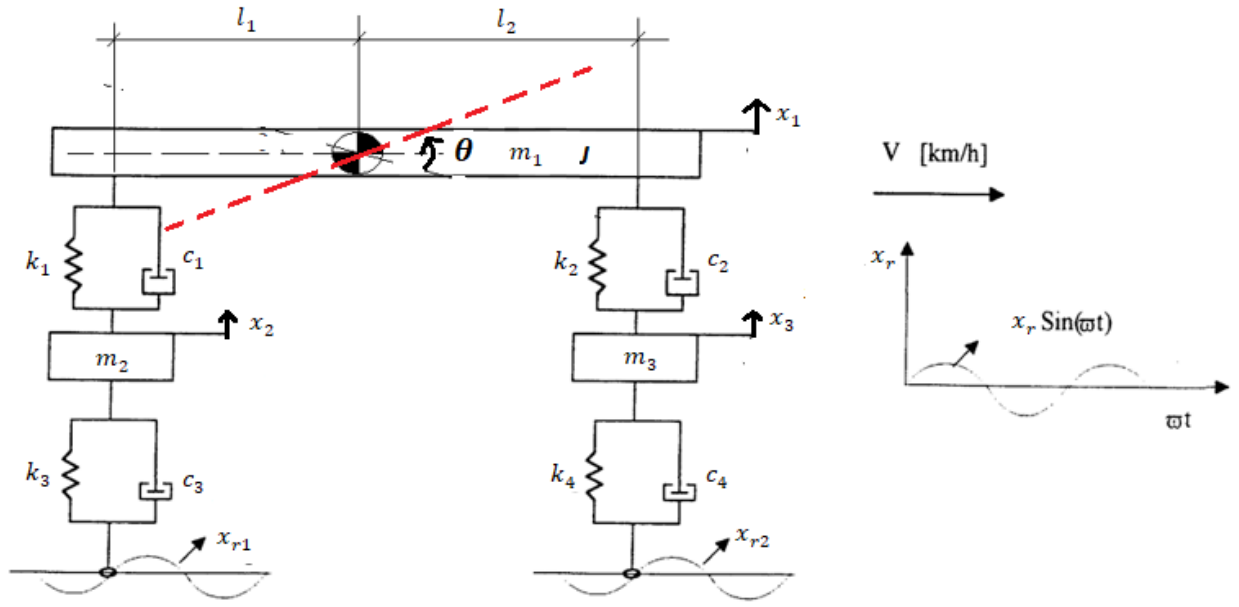 l₁ l₂
x₁
θ m₁ J
V [km/h]
k₁ c₁ k₂ c₂
xᵣ
x₂ x₃
xᵣ Sin(ϖt)
m₂ m₃
ϖt
k₃ c₃ k₄ c₄
xᵣ₁ xᵣ₂